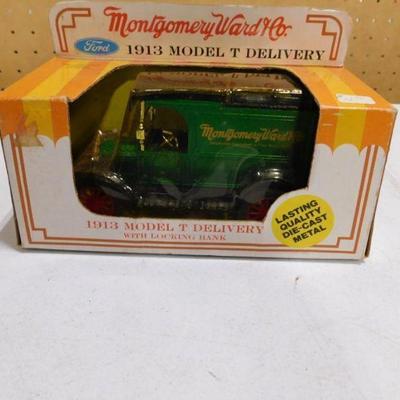 Montgomery Ward & Co.
Ford
1913 MODEL T DELIVERY
Montgomery Ward & Co.
1913 MODEL T DELIVERY
WITH LOCKING BANK
LASTING
QUALITY
DIE-CAST
METAL